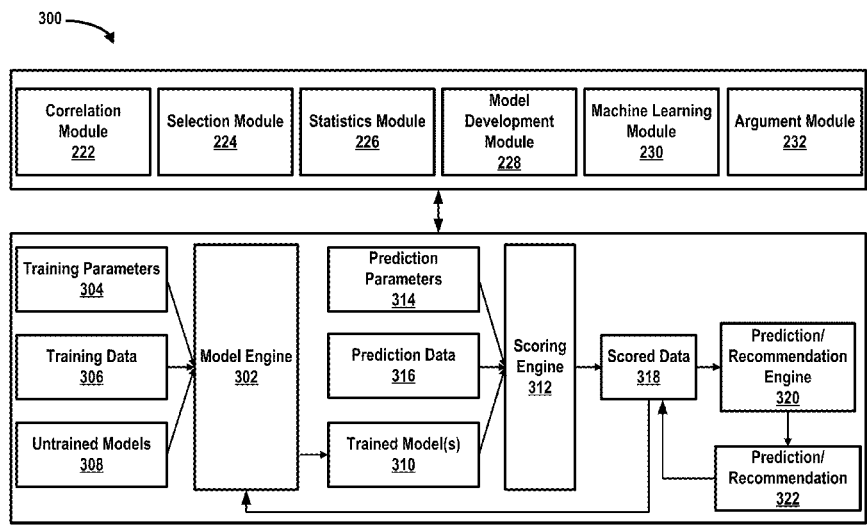 300
Correlation
Module
222
Selection Module
224
Statistics Module
226
Model
Development
Module
228
Machine Learning
Module
230
Argument Module
232
Training Parameters
304
Training Data
306
Untrained Models
308
Model Engine
302
Prediction
Parameters
314
Prediction Data
316
Trained Model(s)
310
Scoring
Engine
312
Scored Data
318
Prediction/
Recommendation
Engine
320
Prediction/
Recommendation
322